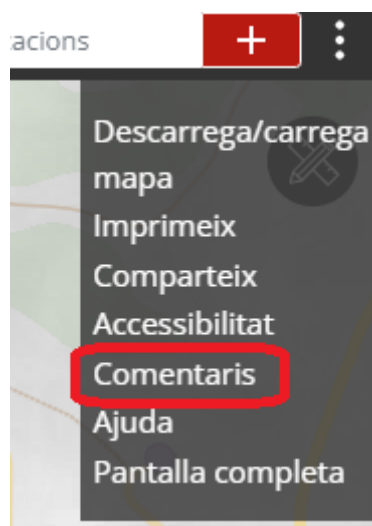 acions +
Descarrega/carrega
mapa
Imprimeix
Comparteix
Accessibilitat
Comentaris
Ajuda
Pantalla completa